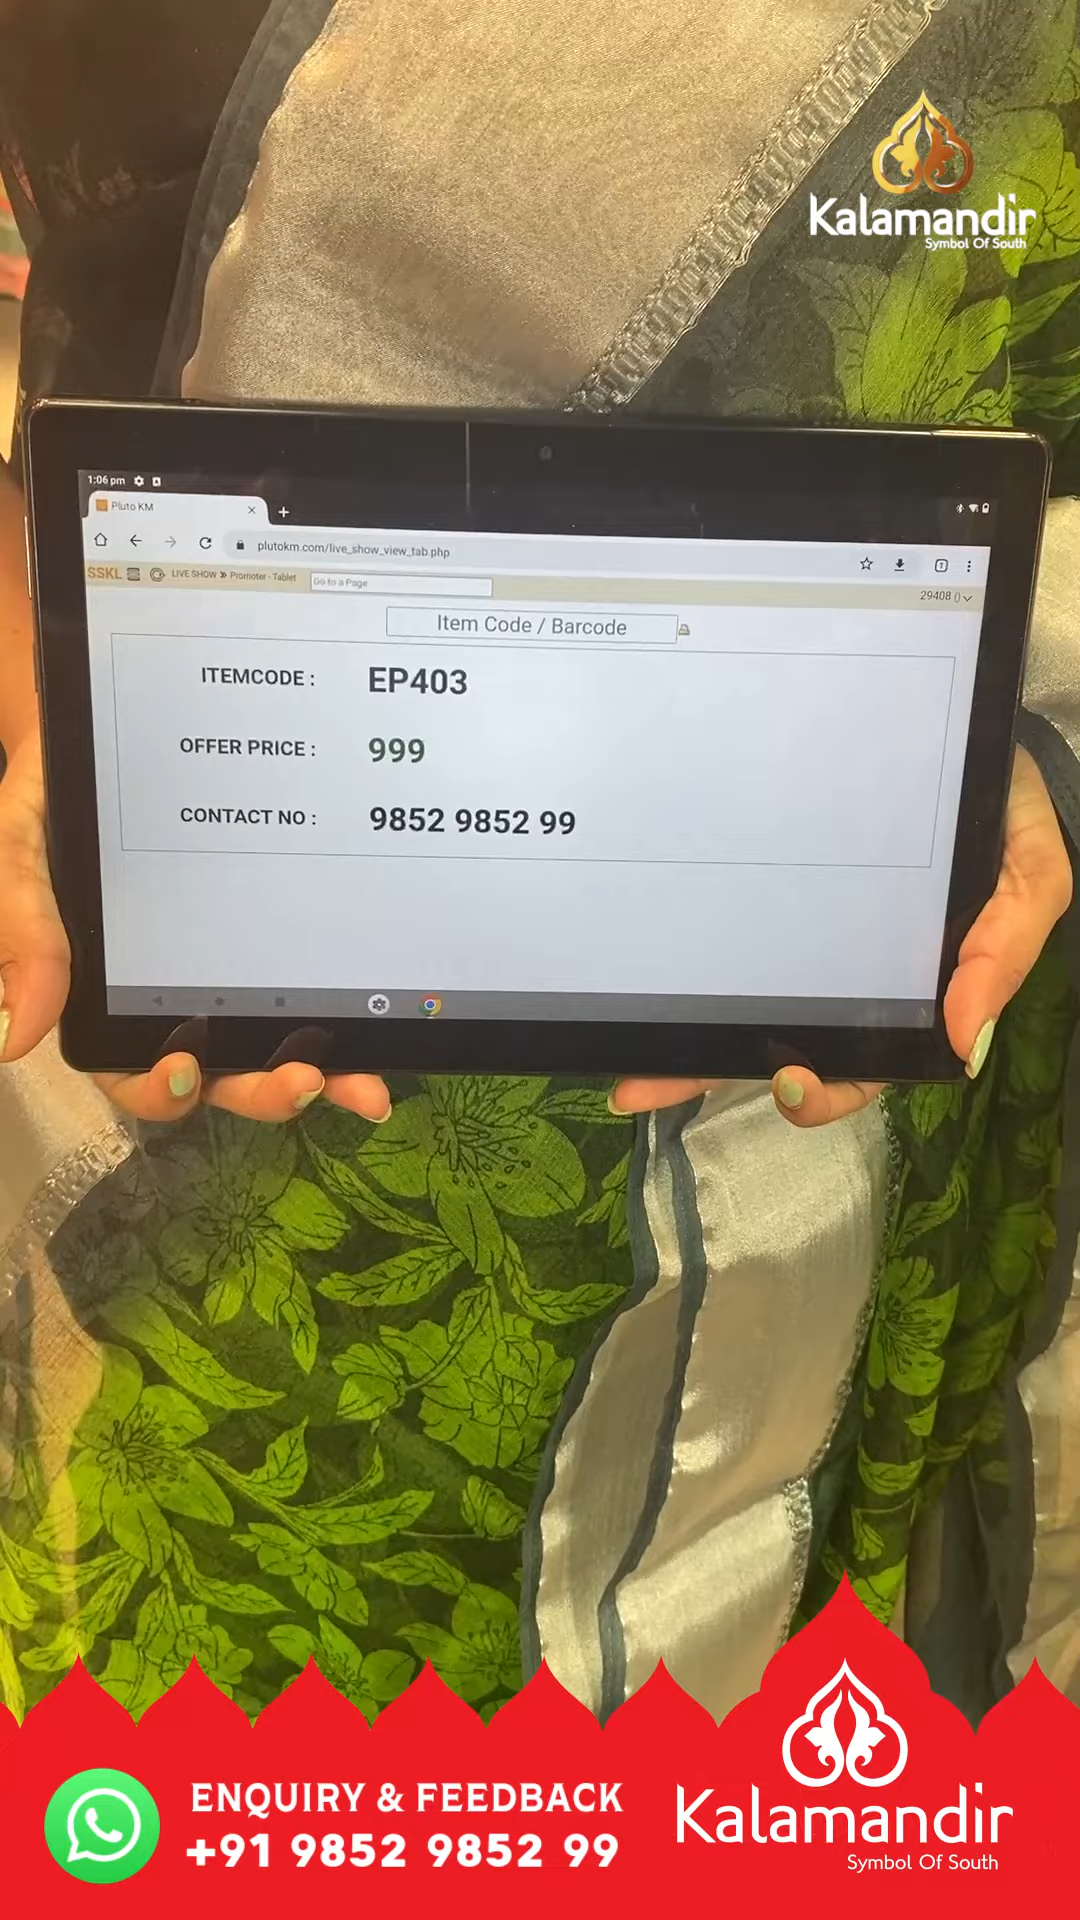 Kalamandir
Symbol Of South
1:06 pm
Pluto KM
plutokm.com/live_show_view_tab.php
SSKL
LIVE SHOW » Promoter - Tablet
Go to a Page
29408 ()
Item Code / Barcode
ITEMCODE : EP403
OFFER PRICE : 999
CONTACT NO : 9852 9852 99
ENQUIRY & FEEDBACK
+91 9852 9852 99
Kalamandir
Symbol Of South